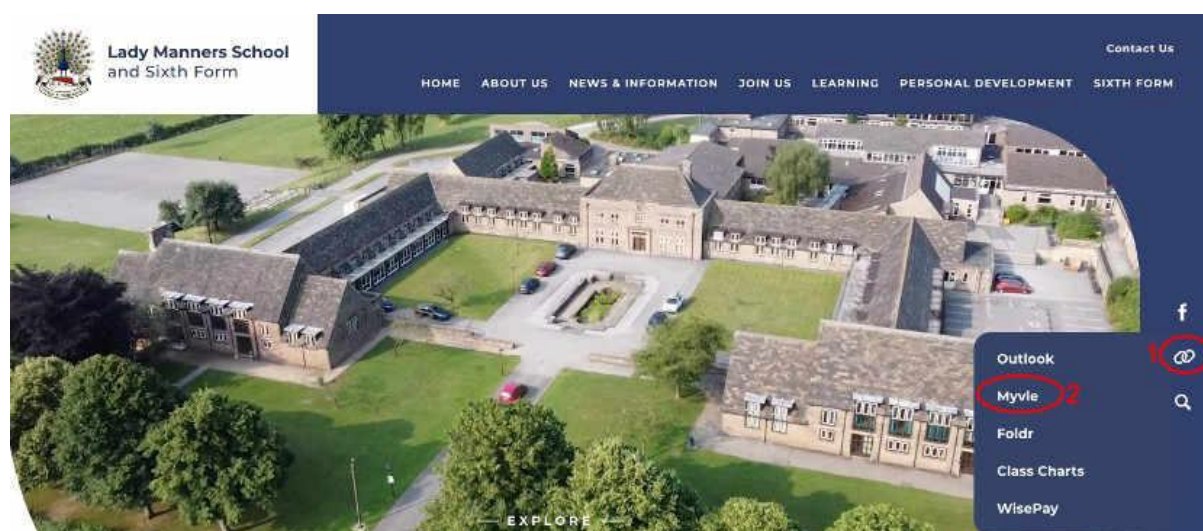 Lady Manners School
and Sixth Form
Contact Us
HOME ABOUT US NEWS & INFORMATION JOIN US LEARNING PERSONAL DEVELOPMENT SIXTH FORM
f
1
Outlook
Myvle 2
Foldr
Class Charts
WisePay
EXPLORE